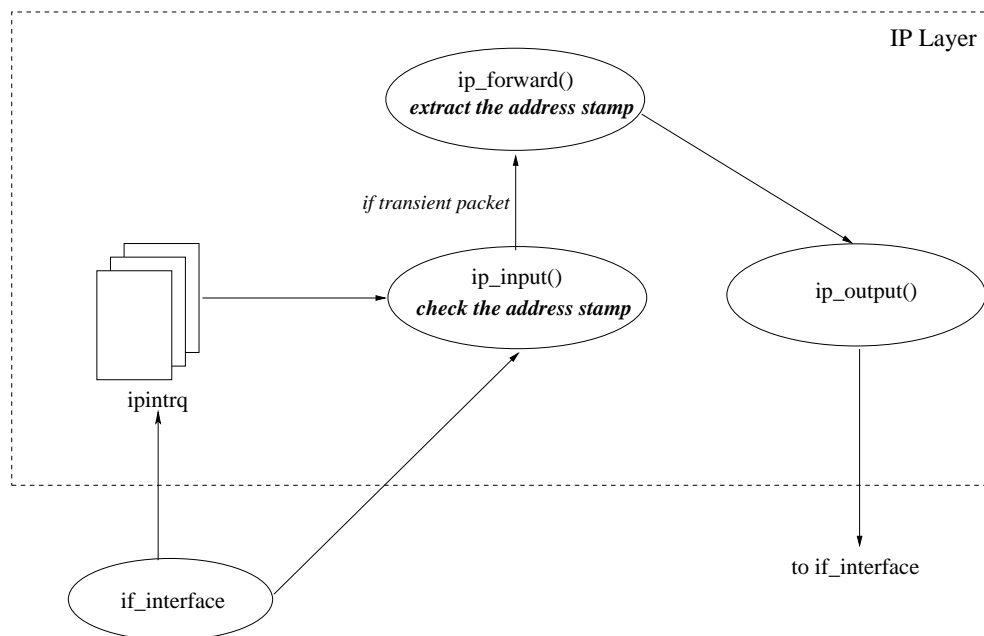 IP Layer
ip_forward()
extract the address stamp
if transient packet
ip_input()
check the address stamp
ip_output()
ipintrq
to if_interface
if_interface